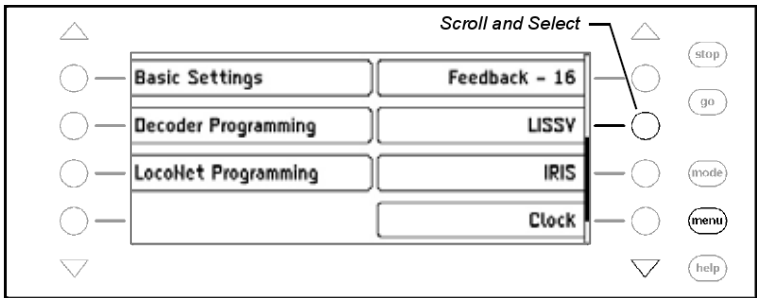 Scroll and Select
Basic Settings
Feedback - 16
stop
go
Decoder Programming
LISSY
LocoNet Programming
IRIS
mode
Clock
menu
help